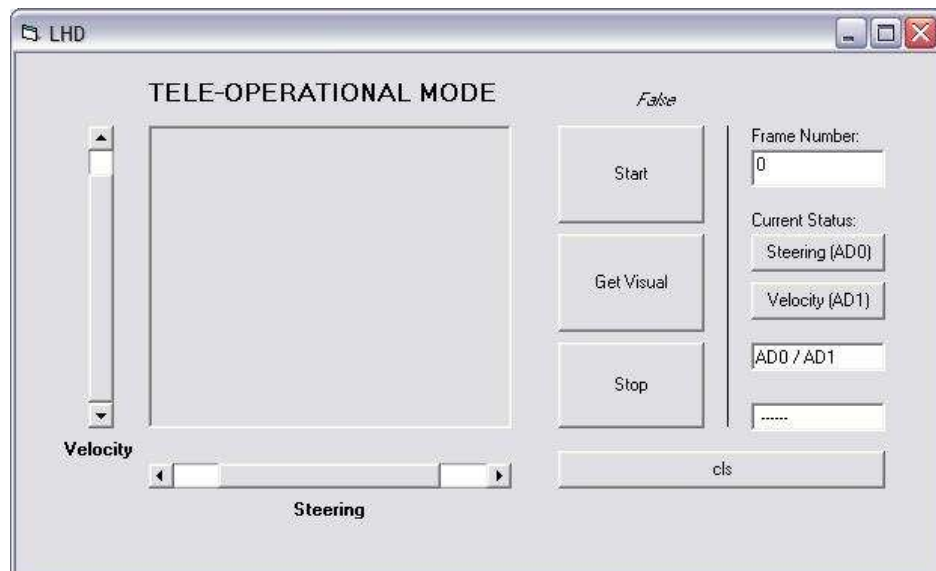 LHD
TELE-OPERATIONAL MODE
False
Start
Get Visual
Stop
Frame Number:
0
Current Status:
Steering (AD0)
Velocity (AD1)
AD0 / AD1
------
Velocity
Steering
cls